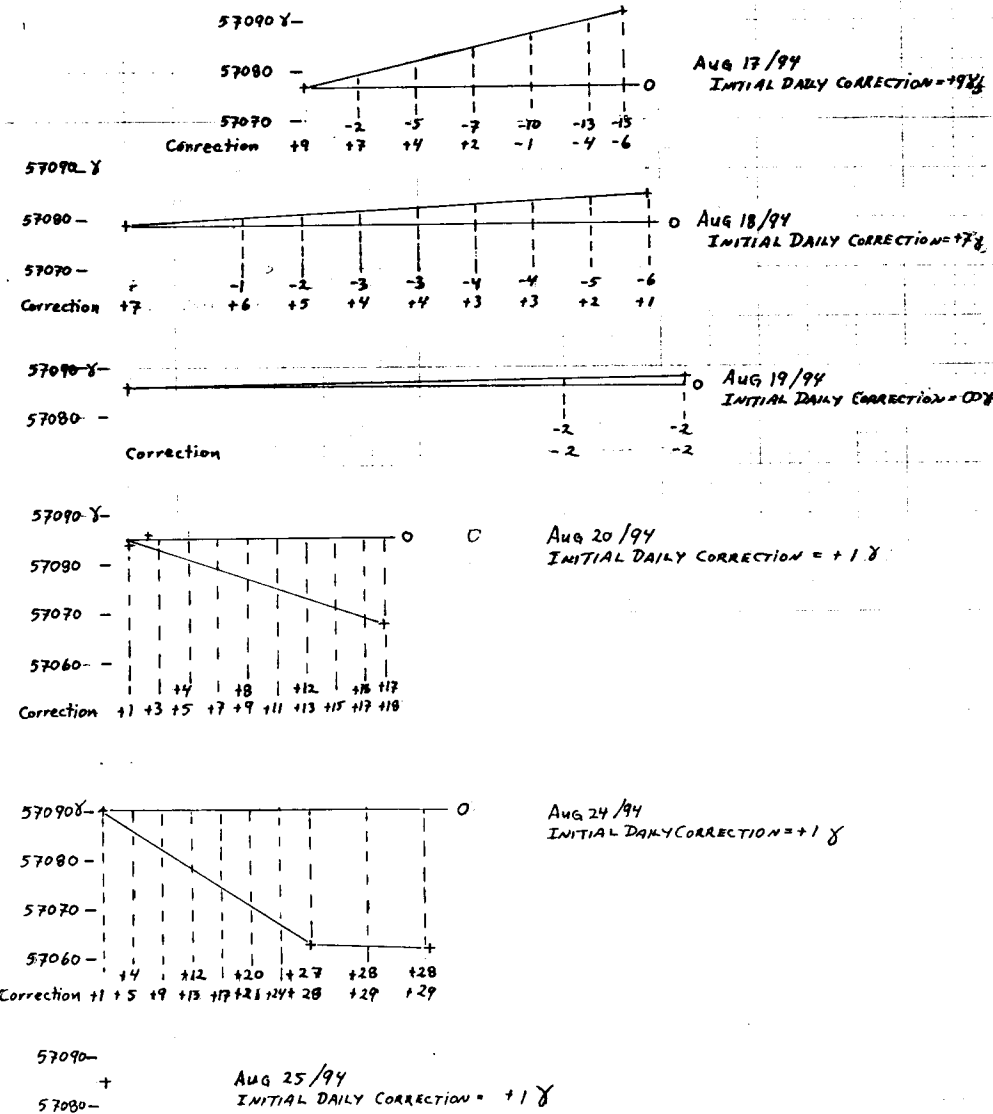 57090 γ–
57080 –
57070 –
-2 -5 -7 -10 -13 -15
Correction +9 +7 +4 +2 -1 -4 -6
O
Aug 17/94
INITIAL DAILY CORRECTION = +9γ
57090 γ
57080 –
57070 –
-1 -2 -3 -3 -4 -4 -5 -6
Correction +7 +6 +5 +4 +4 +3 +3 +2 +1
O
Aug 18/94
INITIAL DAILY CORRECTION = +7γ
57090 γ–
57080 –
-2 -2
Correction -2 -2
O
Aug 19/94
INITIAL DAILY CORRECTION = 00γ
57090 γ–
57080 –
57070 –
57060 –
+4 +8 +12 +16 +17
Correction +1 +3 +5 +7 +9 +11 +13 +15 +17 +18
O O
Aug 20/94
INITIAL DAILY CORRECTION = +1 γ
57090γ–
57080 –
57070 –
57060 –
+4 +12 +20 +27 +28 +28
Correction +1 +5 +9 +13 +17 +21 +24 +28 +29 +29
O
Aug 24/94
INITIAL DAILY CORRECTION = +1 γ
57090–
57080–
Aug 25/94
INITIAL DAILY CORRECTION = +1 γ